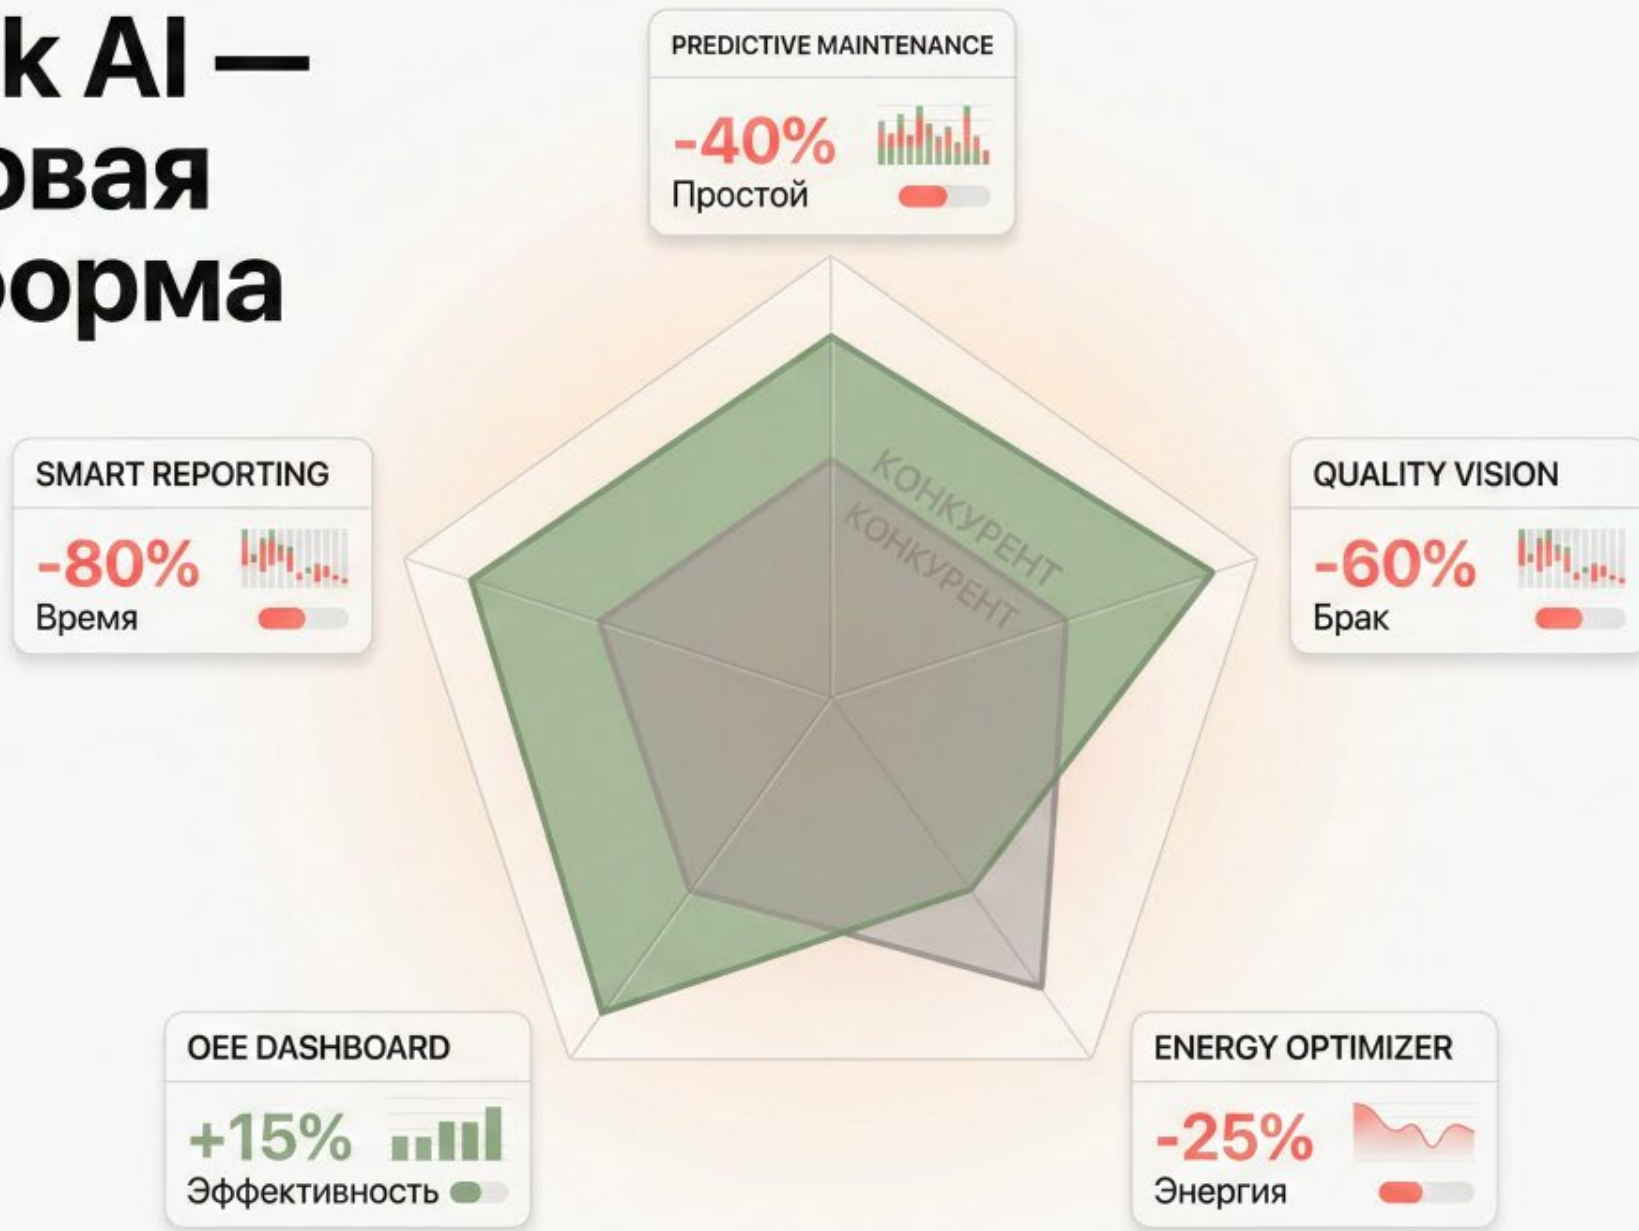 k AI —
овая
форма
PREDICTIVE MAINTENANCE
-40%
Простой
SMART REPORTING
-80%
Время
КОНКУРЕНТ
КОНКУРЕНТ
QUALITY VISION
-60%
Брак
OEE DASHBOARD
+15%
Эффективность
ENERGY OPTIMIZER
-25%
Энергия